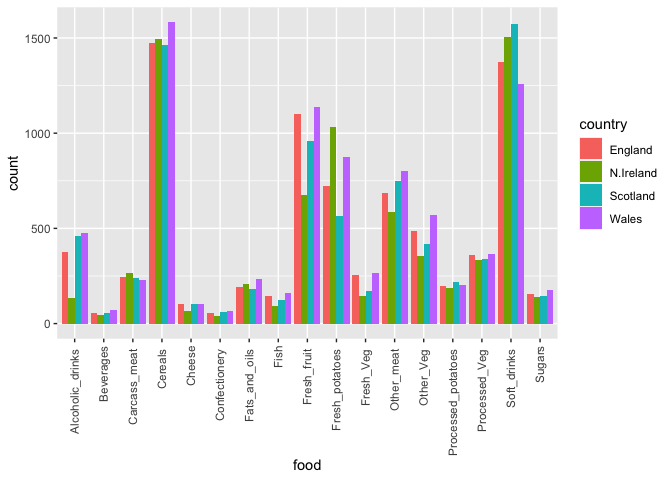 1500
1000
500
0
count
Alcoholic_drinks
Beverages
Carcass_meat
Cereals
Cheese
Confectionery
Fats_and_oils
Fish
Fresh_fruit
Fresh_potatoes
Fresh_Veg
Other_meat
Other_Veg
Processed_potatoes
Processed_Veg
Soft_drinks
Sugars
food
country
England
N.Ireland
Scotland
Wales